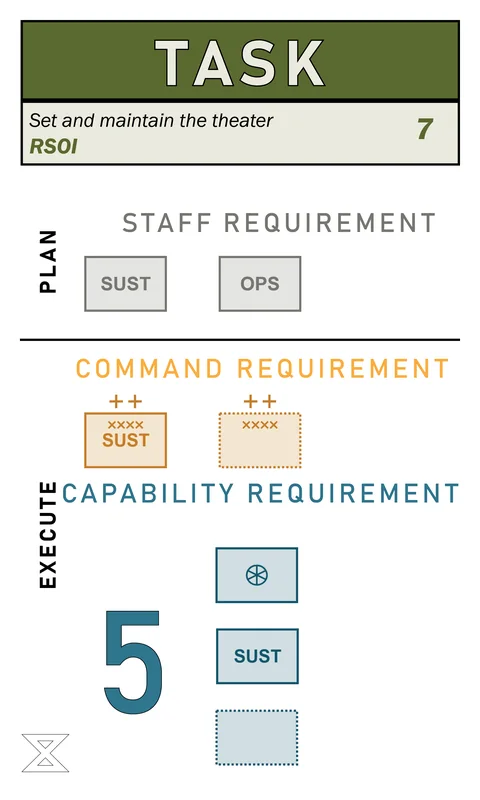 TASK
Set and maintain the theater
RSOI
7
PLAN
STAFF REQUIREMENT
SUST
OPS
EXECUTE
COMMAND REQUIREMENT
++
++
××××
××××
SUST
CAPABILITY REQUIREMENT
5
SUST